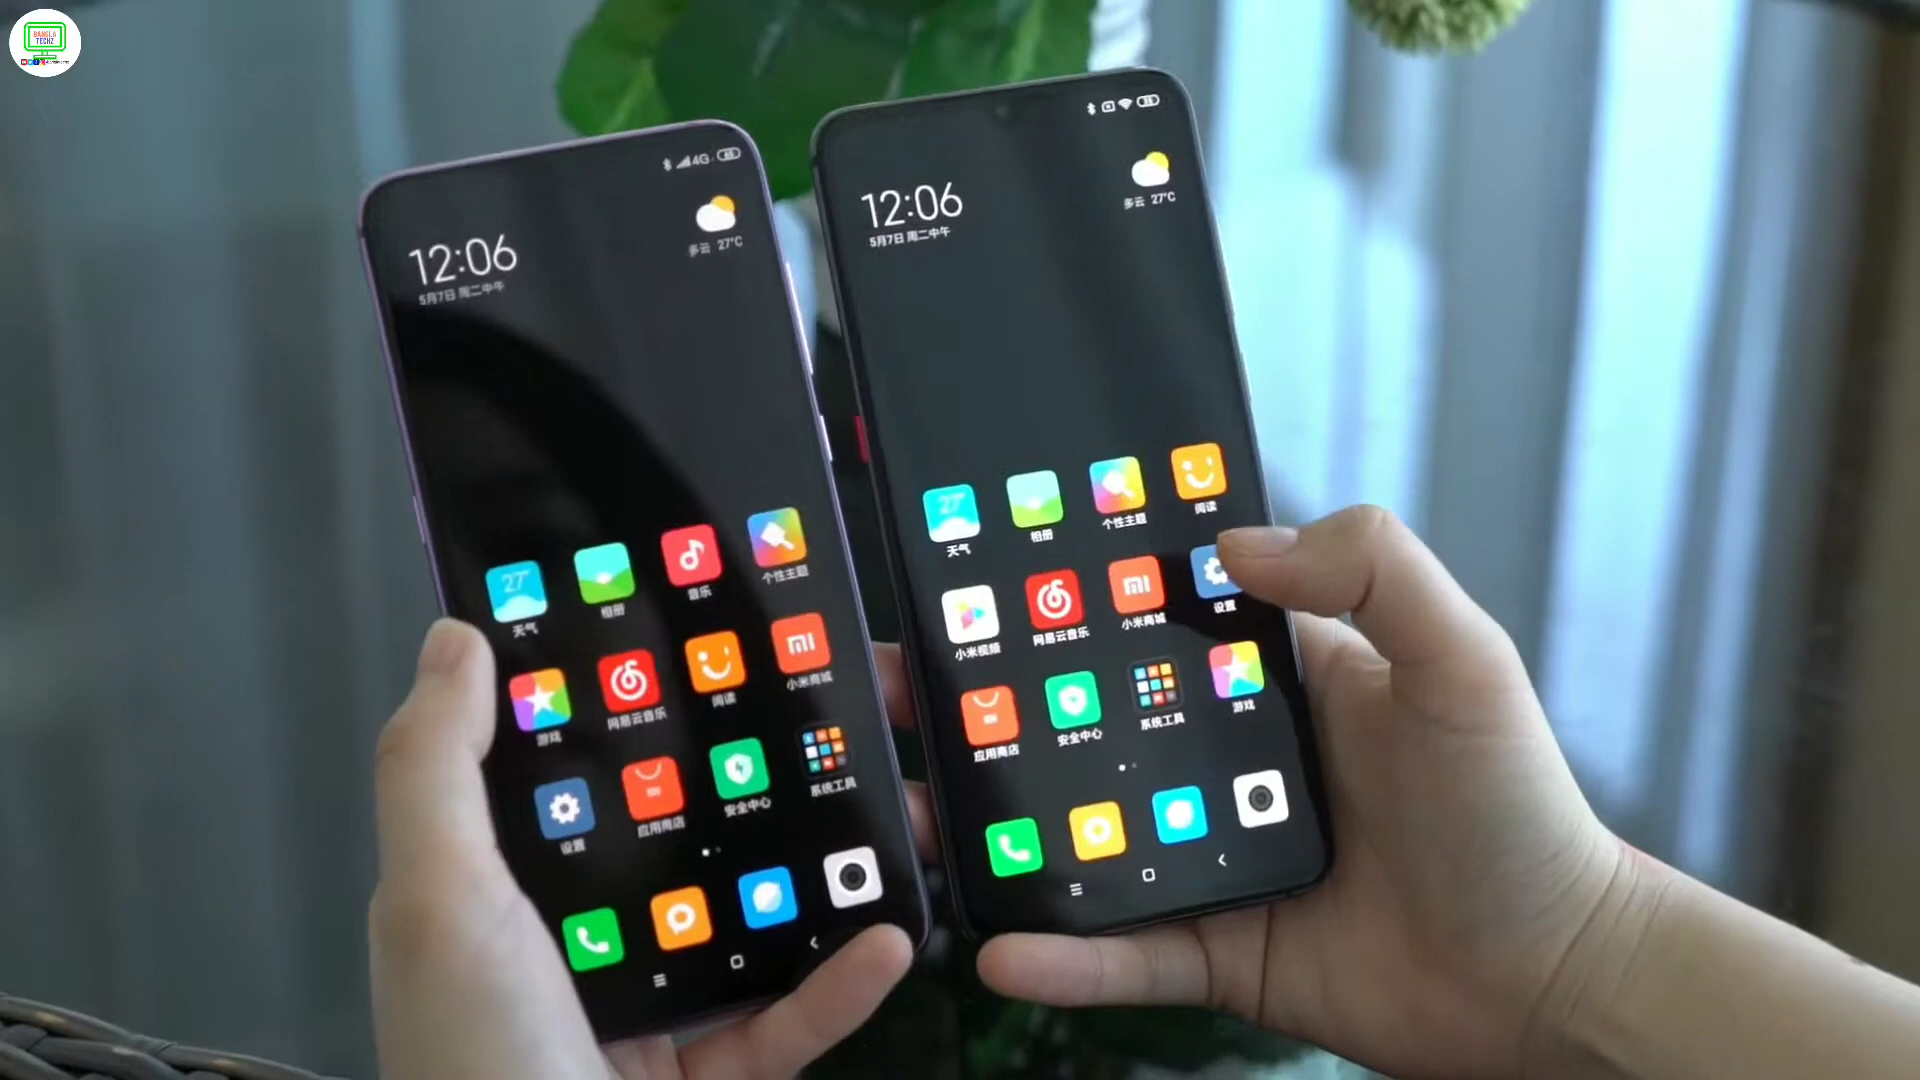 BANGLA
TECHZ
4G
12:06
5月7日 周二中午
多云 27°C
27°
天气
相册
音乐
个性主题
游戏
网易云音乐
阅读
小米商城
设置
应用商店
安全中心
系统工具
12:06
5月7日 周二中午
多云 27°C
27°
天气
相册
个性主题
阅读
小米视频
网易云音乐
小米商城
设置
应用商店
安全中心
系统工具
游戏